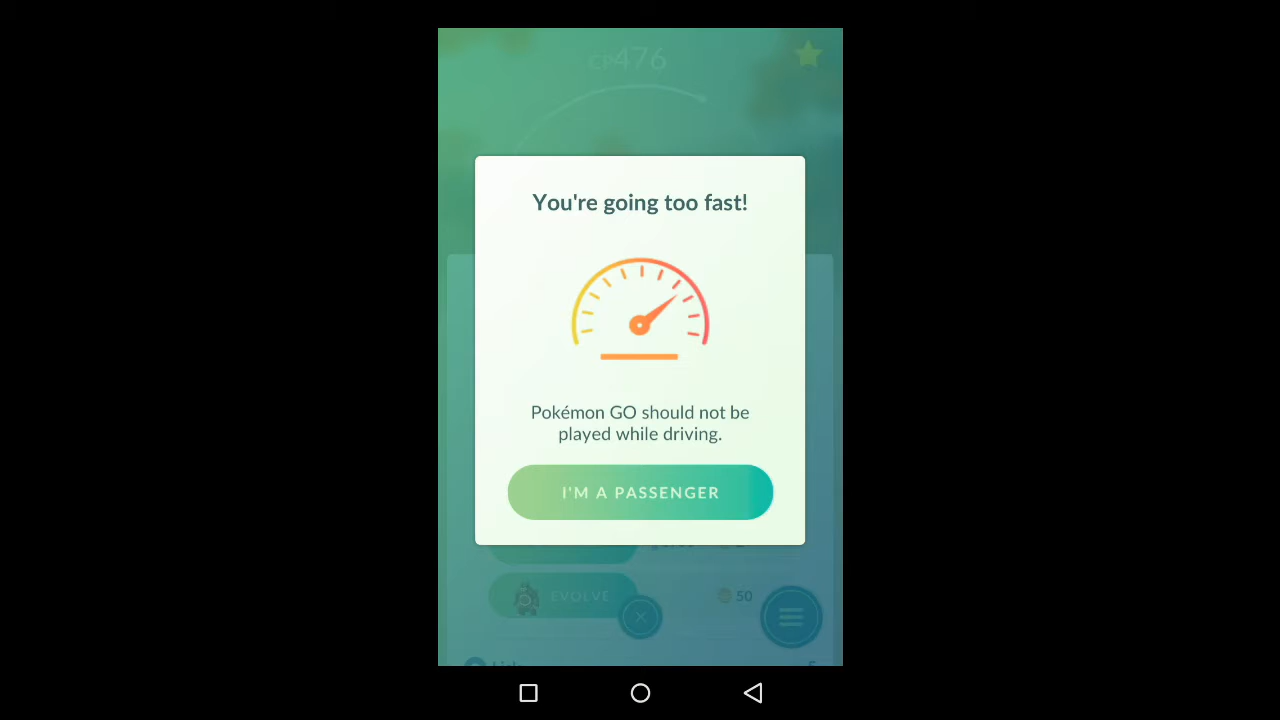 CP476
You're going too fast!
Pokémon GO should not be
played while driving.
I'M A PASSENGER
EVOLVE
50